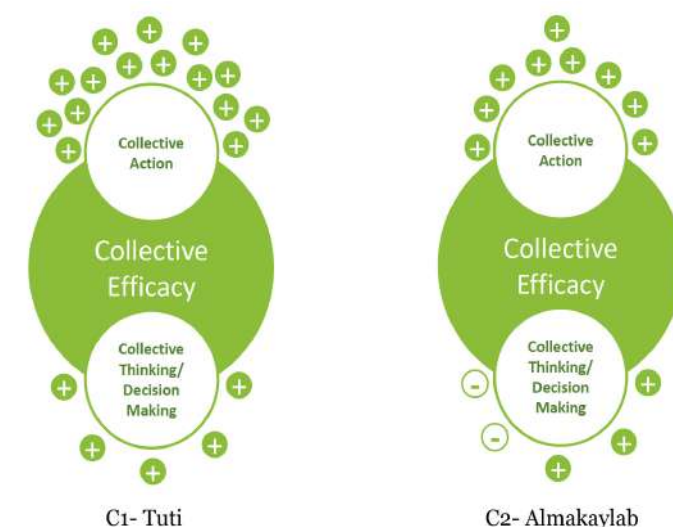 Collective
Action
Collective
Efficacy
Collective
Thinking/
Decision
Making
C1- Tuti
Collective
Action
Collective
Efficacy
Collective
Thinking/
Decision
Making
C2- Almakaylab